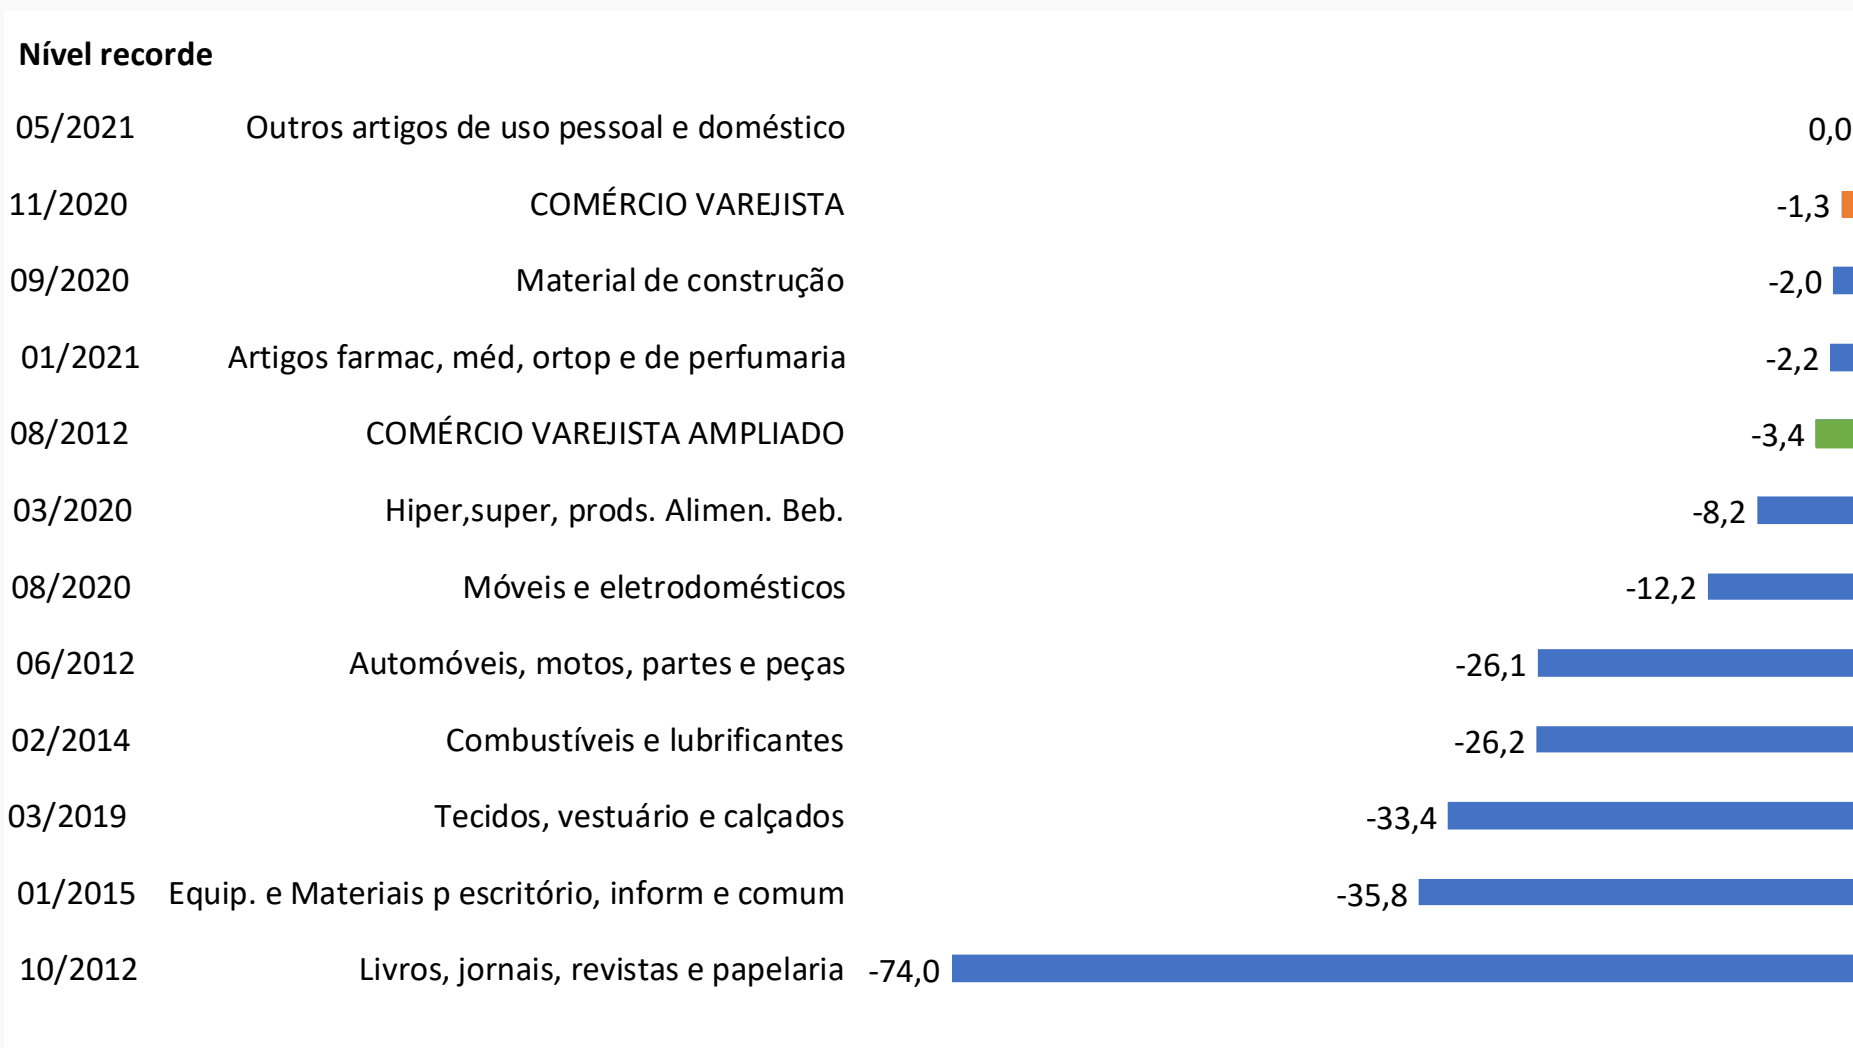 Nível recorde
05/2021 Outros artigos de uso pessoal e doméstico 0,0
11/2020 COMÉRCIO VAREJISTA -1,3
09/2020 Material de construção -2,0
01/2021 Artigos farmac, méd, ortop e de perfumaria -2,2
08/2012 COMÉRCIO VAREJISTA AMPLIADO -3,4
03/2020 Hiper,super, prods. Alimen. Beb. -8,2
08/2020 Móveis e eletrodomésticos -12,2
06/2012 Automóveis, motos, partes e peças -26,1
02/2014 Combustíveis e lubrificantes -26,2
03/2019 Tecidos, vestuário e calçados -33,4
01/2015 Equip. e Materiais p escritório, inform e comum -35,8
10/2012 Livros, jornais, revistas e papelaria -74,0